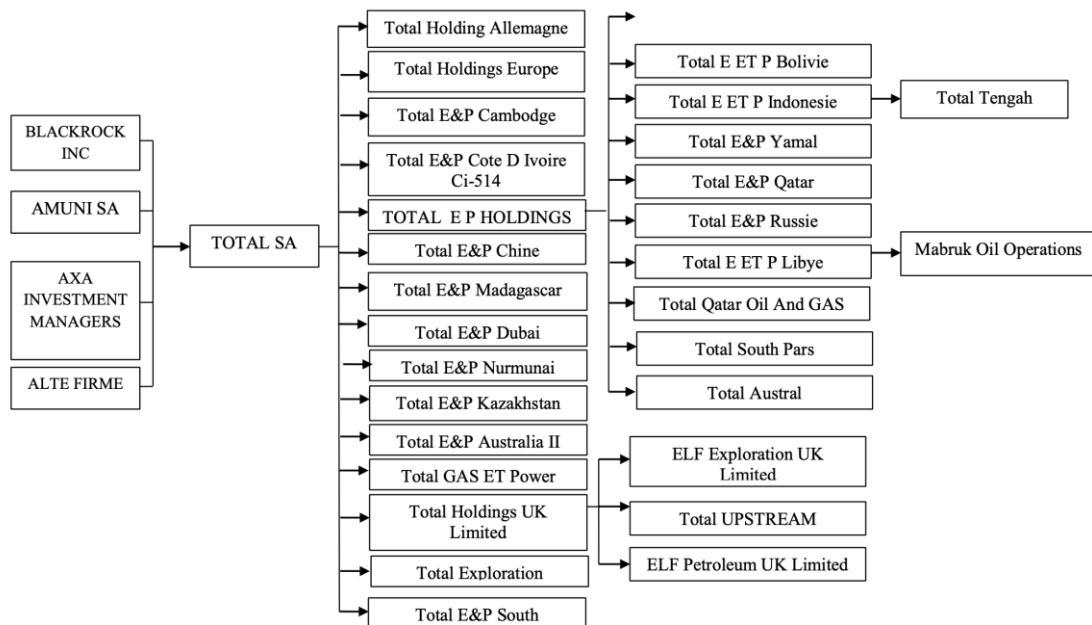 BLACKROCK
INC
AMUNI SA
AXA
INVESTMENT
MANAGERS
ALTE FIRME
TOTAL SA
Total Holding Allemagne
Total Holdings Europe
Total E&P Cambodge
Total E&P Cote D Ivoire
Ci-514
TOTAL E P HOLDINGS
Total E&P Chine
Total E&P Madagascar
Total E&P Dubai
Total E&P Nurmunai
Total E&P Kazakhstan
Total E&P Australia II
Total GAS ET Power
Total Holdings UK
Limited
Total Exploration
Total E&P South
Total E ET P Bolivie
Total E ET P Indonesie
Total E&P Yamal
Total E&P Qatar
Total E&P Russie
Total E ET P Libye
Total Qatar Oil And GAS
Total South Pars
Total Austral
ELF Exploration UK
Limited
Total UPSTREAM
ELF Petroleum UK Limited
Total Tengah
Mabruk Oil Operations